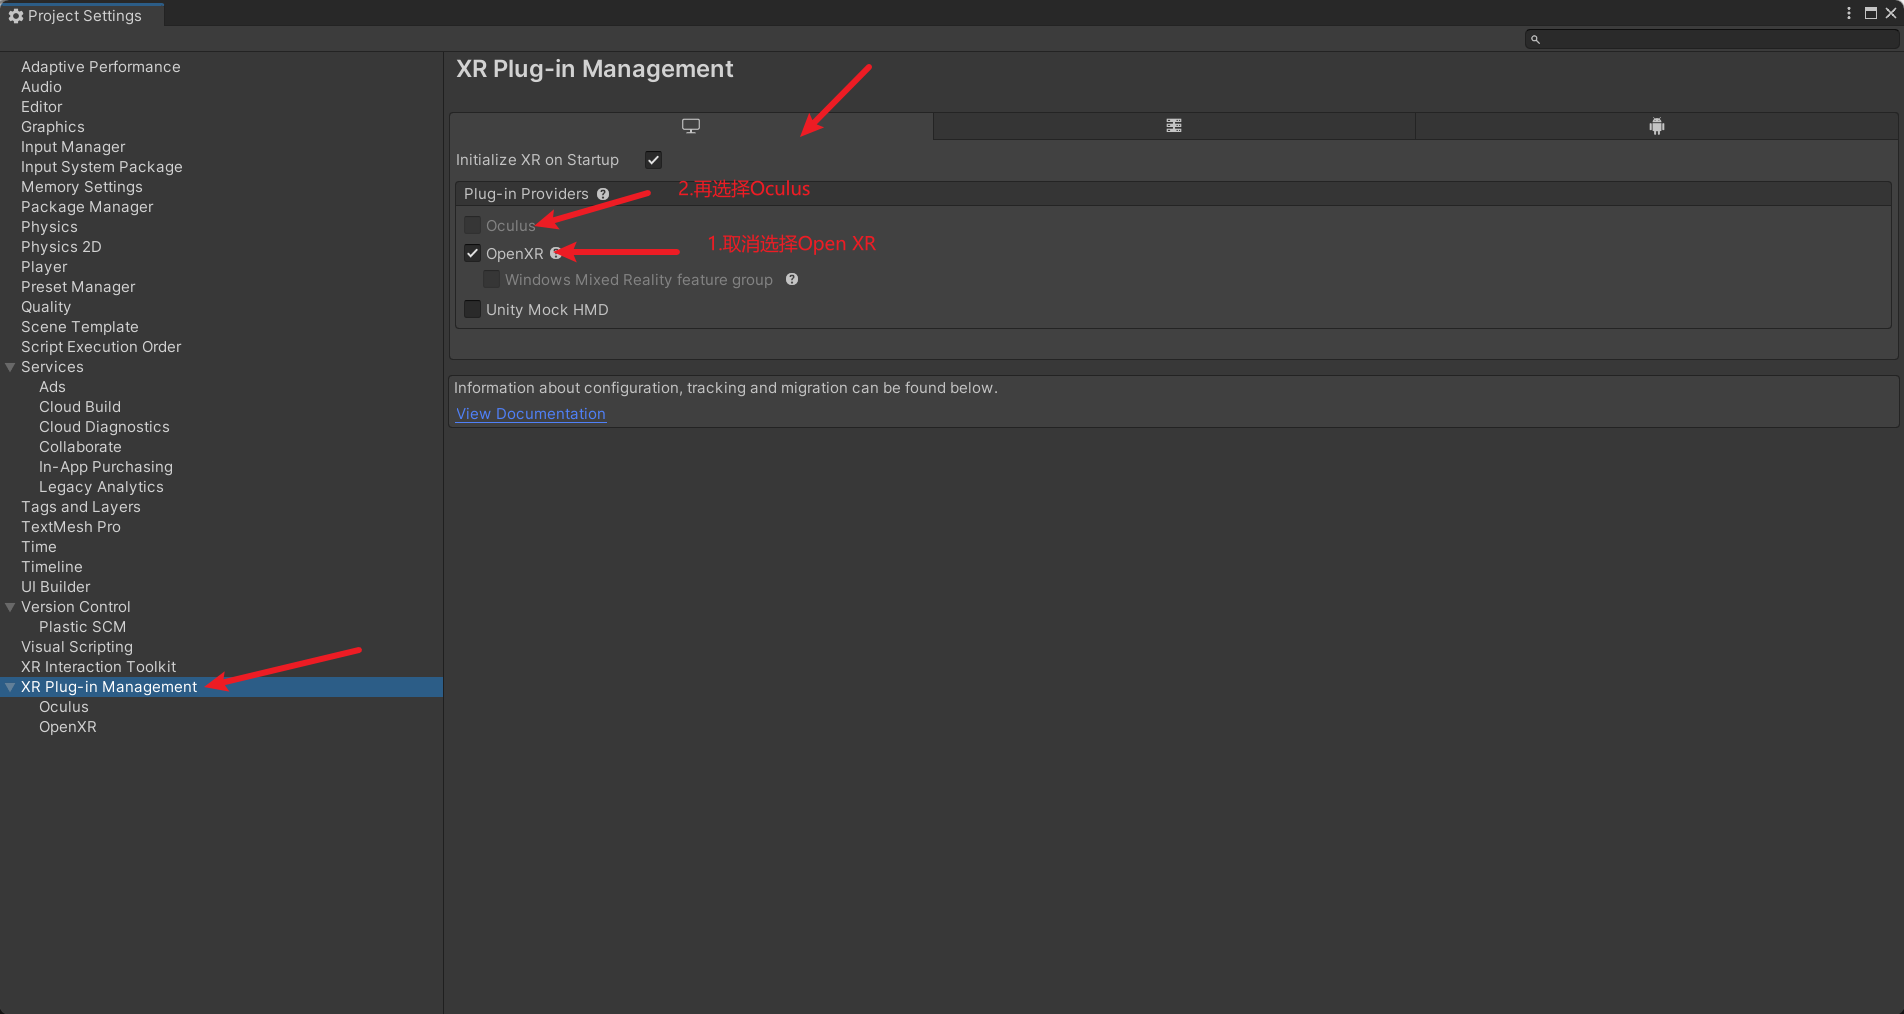 Project Settings
Adaptive Performance
Audio
Editor
Graphics
Input Manager
Input System Package
Memory Settings
Package Manager
Physics
Physics 2D
Player
Preset Manager
Quality
Scene Template
Script Execution Order
Services
Ads
Cloud Build
Cloud Diagnostics
Collaborate
In-App Purchasing
Legacy Analytics
Tags and Layers
TextMesh Pro
Time
Timeline
UI Builder
Version Control
Plastic SCM
Visual Scripting
XR Interaction Toolkit
XR Plug-in Management
Oculus
OpenXR
XR Plug-in Management
Initialize XR on Startup
Plug-in Providers
2.再选择Oculus
Oculus
1.取消选择Open XR
OpenXR
Windows Mixed Reality feature group
Unity Mock HMD
Information about configuration, tracking and migration can be found below.
View Documentation